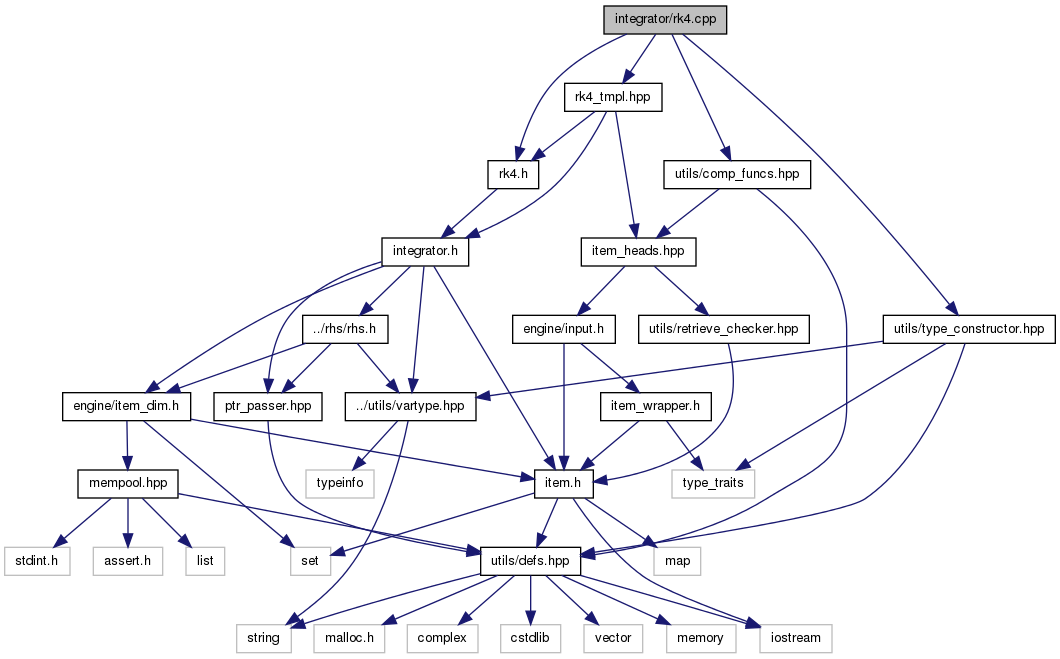 integrator/rk4.cpp
rk4_tmpl.hpp
rk4.h
utils/comp_funcs.hpp
integrator.h
item_heads.hpp
../rhs/rhs.h
engine/input.h
utils/retrieve_checker.hpp
utils/type_constructor.hpp
engine/item_dim.h
ptr_passer.hpp
../utils/vartype.hpp
item_wrapper.h
mempool.hpp
typeinfo
item.h
type_traits
stdint.h
assert.h
list
set
utils/defs.hpp
map
string
malloc.h
complex
cstdlib
vector
memory
iostream